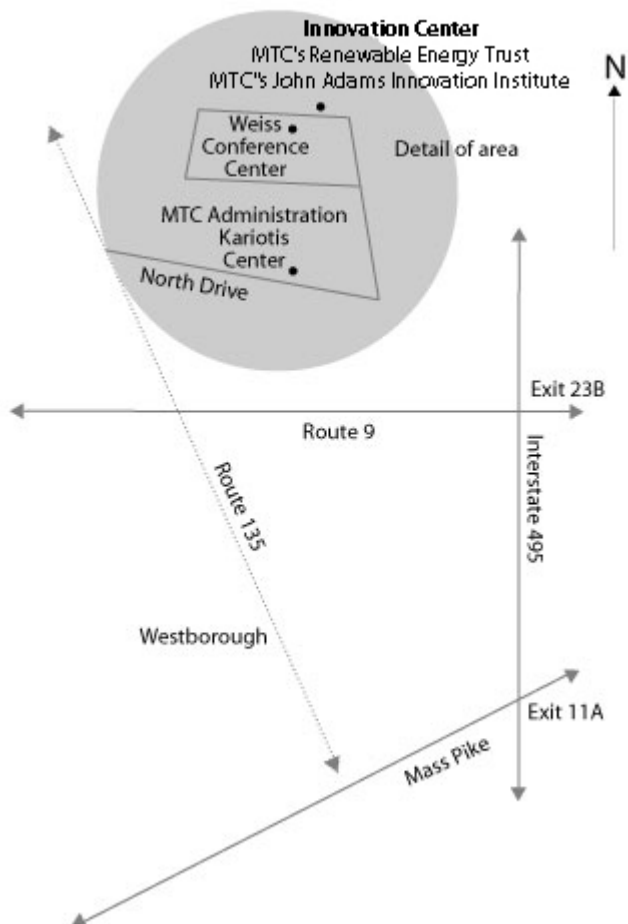 Innovation Center
MTC's Renewable Energy Trust
MTC"s John Adams Innovation Institute
N
Weiss
Conference
Center
Detail of area
MTC Administration
Kariotis
Center
North Drive
Exit 23B
Route 9
Interstate 495
Route 135
Westborough
Exit 11A
Mass Pike